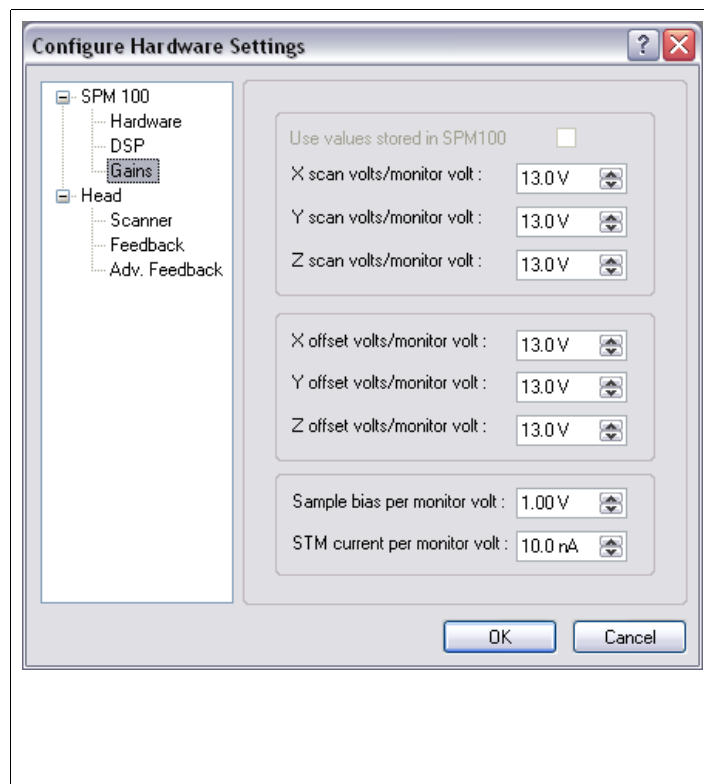 Configure Hardware Settings
SPM 100
Hardware
DSP
Gains
Head
Scanner
Feedback
Adv. Feedback
Use values stored in SPM100
X scan volts/monitor volt : 13.0 V
Y scan volts/monitor volt : 13.0 V
Z scan volts/monitor volt : 13.0 V
X offset volts/monitor volt : 13.0 V
Y offset volts/monitor volt : 13.0 V
Z offset volts/monitor volt : 13.0 V
Sample bias per monitor volt : 1.00 V
STM current per monitor volt : 10.0 nA
OK Cancel